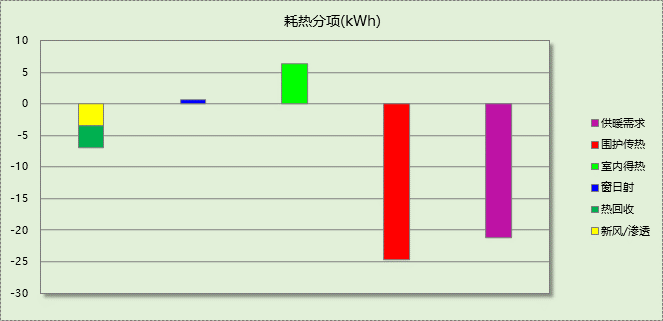 耗热分项(kWh)
10
5
0
-5
-10
-15
-20
-25
-30
供暖需求
围护传热
室内得热
窗日射
热回收
新风/渗透